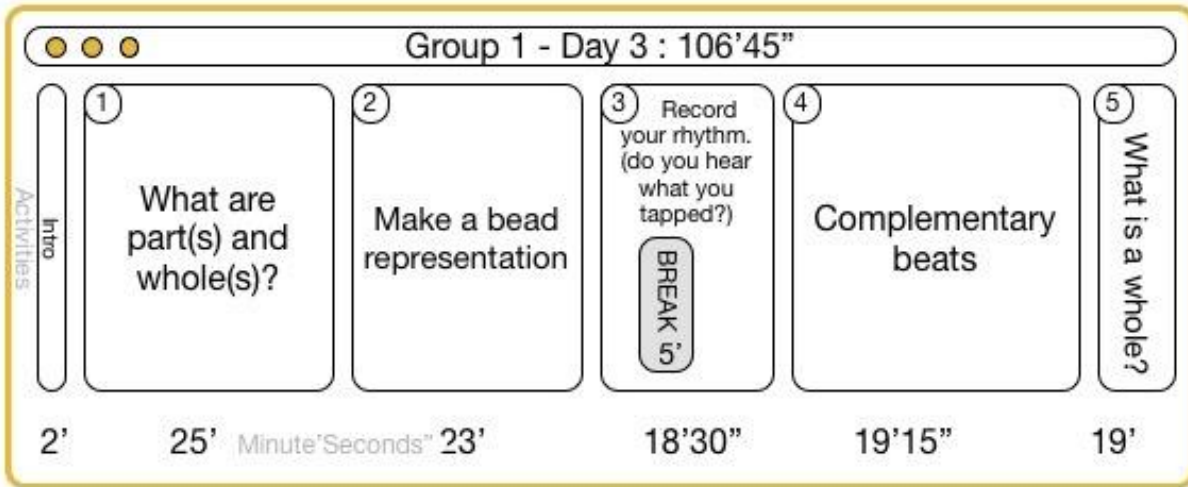 Group 1 - Day 3 : 106’45”
Activities
Intro
1
What are
part(s) and
whole(s)?
2
Make a bead
representation
3
Record
your rhythm.
(do you hear
what you
tapped?)
BREAK 5’
4
Complementary
beats
5
What is a whole?
2’ 25’ Minute’Seconds” 23’ 18’30” 19’15” 19’